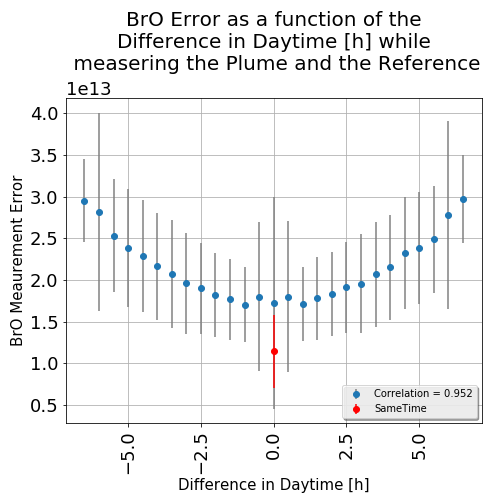 BrO Error as a function of the
Difference in Daytime [h] while
measering the Plume and the Reference
1e13
4.0
3.5
3.0
2.5
2.0
1.5
1.0
0.5
BrO Meaurement Error
−5.0
−2.5
0.0
2.5
5.0
Difference in Daytime [h]
Correlation = 0.952
SameTime